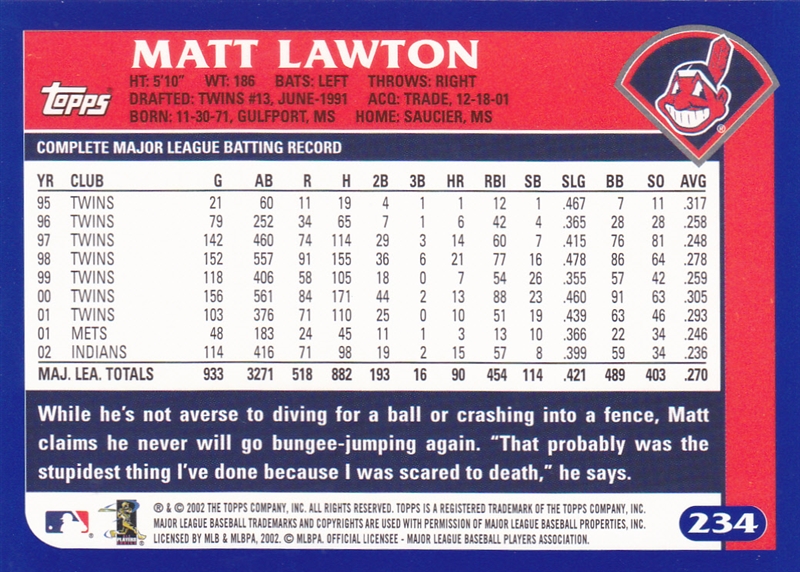 MATT LAWTON
Topps
HT: 5'10" WT: 186 BATS: LEFT THROWS: RIGHT
DRAFTED: TWINS #13, JUNE-1991 ACQ: TRADE, 12-18-01
BORN: 11-30-71, GULFPORT, MS HOME: SAUCIER, MS
COMPLETE MAJOR LEAGUE BATTING RECORD
YR CLUB G AB R H 2B 3B HR RBI SB SLG BB SO AVG
95 TWINS 21 60 11 19 4 1 1 12 1 .467 7 11 .317
96 TWINS 79 252 34 65 7 1 6 42 4 .365 28 28 .258
97 TWINS 142 460 74 114 29 3 14 60 7 .415 76 81 .248
98 TWINS 152 557 91 155 36 6 21 77 16 .478 86 64 .278
99 TWINS 118 406 58 105 18 0 7 54 26 .355 57 42 .259
00 TWINS 156 561 84 171 44 2 13 88 23 .460 91 63 .305
01 TWINS 103 376 71 110 25 0 10 51 19 .439 63 46 .293
01 METS 48 183 24 45 11 1 3 13 10 .366 22 34 .246
02 INDIANS 114 416 71 98 19 2 15 57 8 .399 59 34 .236
MAJ. LEA. TOTALS 933 3271 518 882 193 16 90 454 114 .421 489 403 .270
While he's not averse to diving for a ball or crashing into a fence, Matt
claims he never will go bungee-jumping again. "That probably was the
stupidest thing I've done because I was scared to death," he says.
® & © 2002 THE TOPPS COMPANY, INC. ALL RIGHTS RESERVED. TOPPS IS A REGISTERED TRADEMARK OF THE TOPPS COMPANY, INC.
MAJOR LEAGUE BASEBALL TRADEMARKS AND COPYRIGHTS ARE USED WITH PERMISSION OF MAJOR LEAGUE BASEBALL PROPERTIES, INC.
LICENSED BY MLB & MLBPA, 2002. © MLBPA. OFFICIAL LICENSEE - MAJOR LEAGUE BASEBALL PLAYERS ASSOCIATION.
234